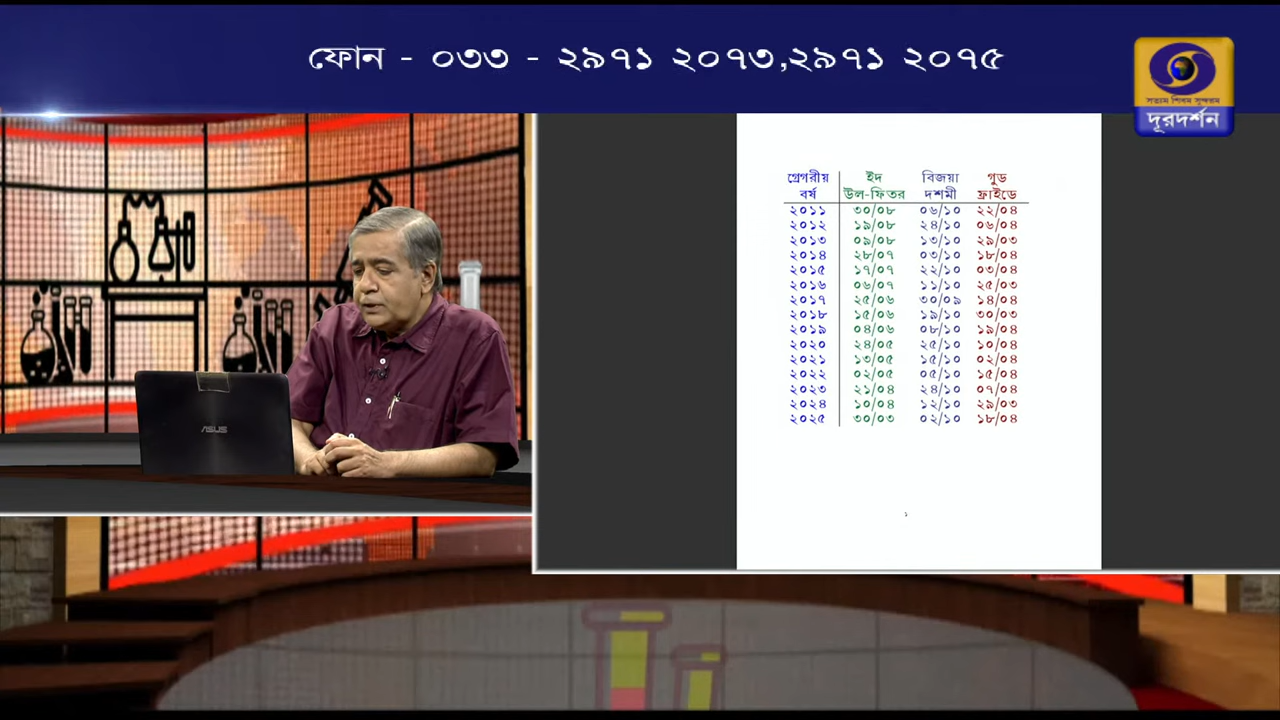 ফোন - ০৩৩ - ২৯৭১ ২০৭৩,২৯৭১ ২০৭৫
সত্যম শিবম সুন্দরম
দূরদর্শন
গ্রেগরীয় ইদ বিজয়া গুড
বর্ষ উল-ফিতর দশমী ফ্রাইডে
২০১১ ৩০/০৮ ০৬/১০ ২২/০৪
২০১২ ১৯/০৮ ২৪/১০ ০৬/০৪
২০১৩ ০৯/০৮ ১৩/১০ ২৯/০৩
২০১৪ ২৮/০৭ ০৩/১০ ১৮/০৪
২০১৫ ১৭/০৭ ২২/১০ ০৩/০৪
২০১৬ ০৬/০৭ ১১/১০ ২৫/০৩
২০১৭ ২৫/০৬ ৩০/০৯ ১৪/০৪
২০১৮ ১৫/০৬ ১৯/১০ ৩০/০৩
২০১৯ ০৪/০৬ ০৮/১০ ১৯/০৪
২০২০ ২৪/০৫ ২৫/১০ ১০/০৪
২০২১ ১৩/০৫ ১৫/১০ ০২/০৪
২০২২ ০২/০৫ ০৫/১০ ১৫/০৪
২০২৩ ২১/০৪ ২৪/১০ ০৭/০৪
২০২৪ ১০/০৪ ১২/১০ ২৯/০৩
২০২৫ ৩০/০৩ ০২/১০ ১৮/০৪
১
ASUS